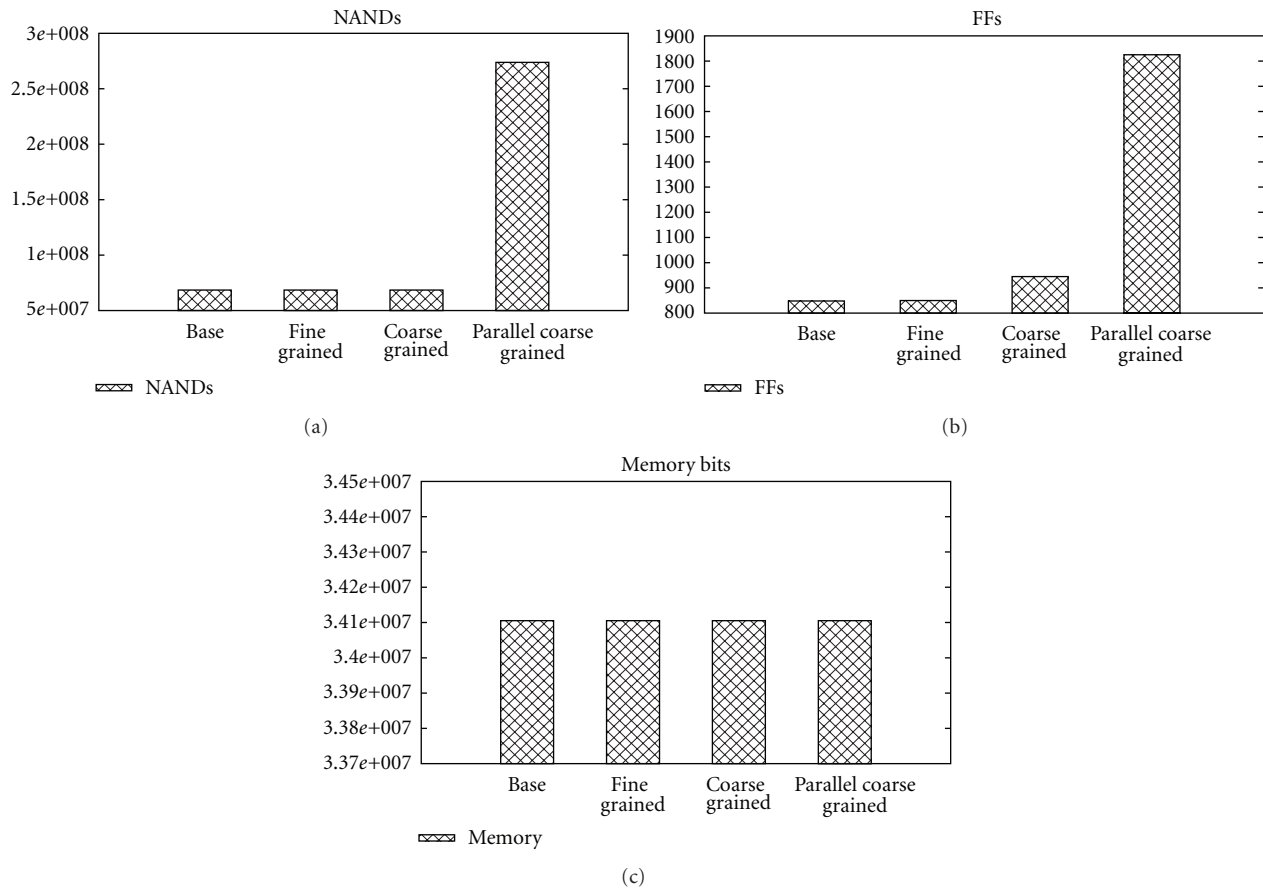 NANDs
3e+008
2.5e+008
2e+008
1.5e+008
1e+008
5e+007
Base
Fine
grained
Coarse
grained
Parallel coarse
grained
NANDs
(a)
FFs
1900
1800
1700
1600
1500
1400
1300
1200
1100
1000
900
800
Base
Fine
grained
Coarse
grained
Parallel coarse
grained
FFs
(b)
Memory bits
3.45e+007
3.44e+007
3.43e+007
3.42e+007
3.41e+007
3.4e+007
3.39e+007
3.38e+007
3.37e+007
Base
Fine
grained
Coarse
grained
Parallel coarse
grained
Memory
(c)